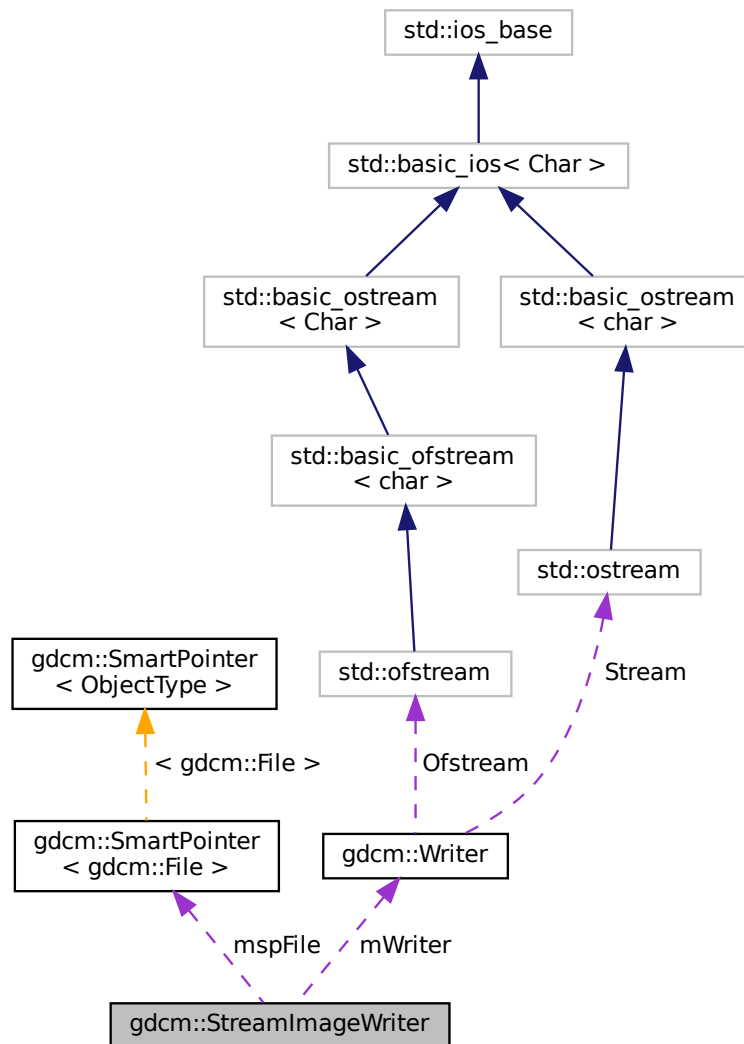 std::ios_base
std::basic_ios< Char >
std::basic_ostream
< Char >
std::basic_ostream
< char >
std::basic_ofstream
< char >
std::ostream
gdcm::SmartPointer
< ObjectType >
std::ofstream
Stream
< gdcm::File >
Ofstream
gdcm::SmartPointer
< gdcm::File >
gdcm::Writer
mspFile
mWriter
gdcm::StreamImageWriter